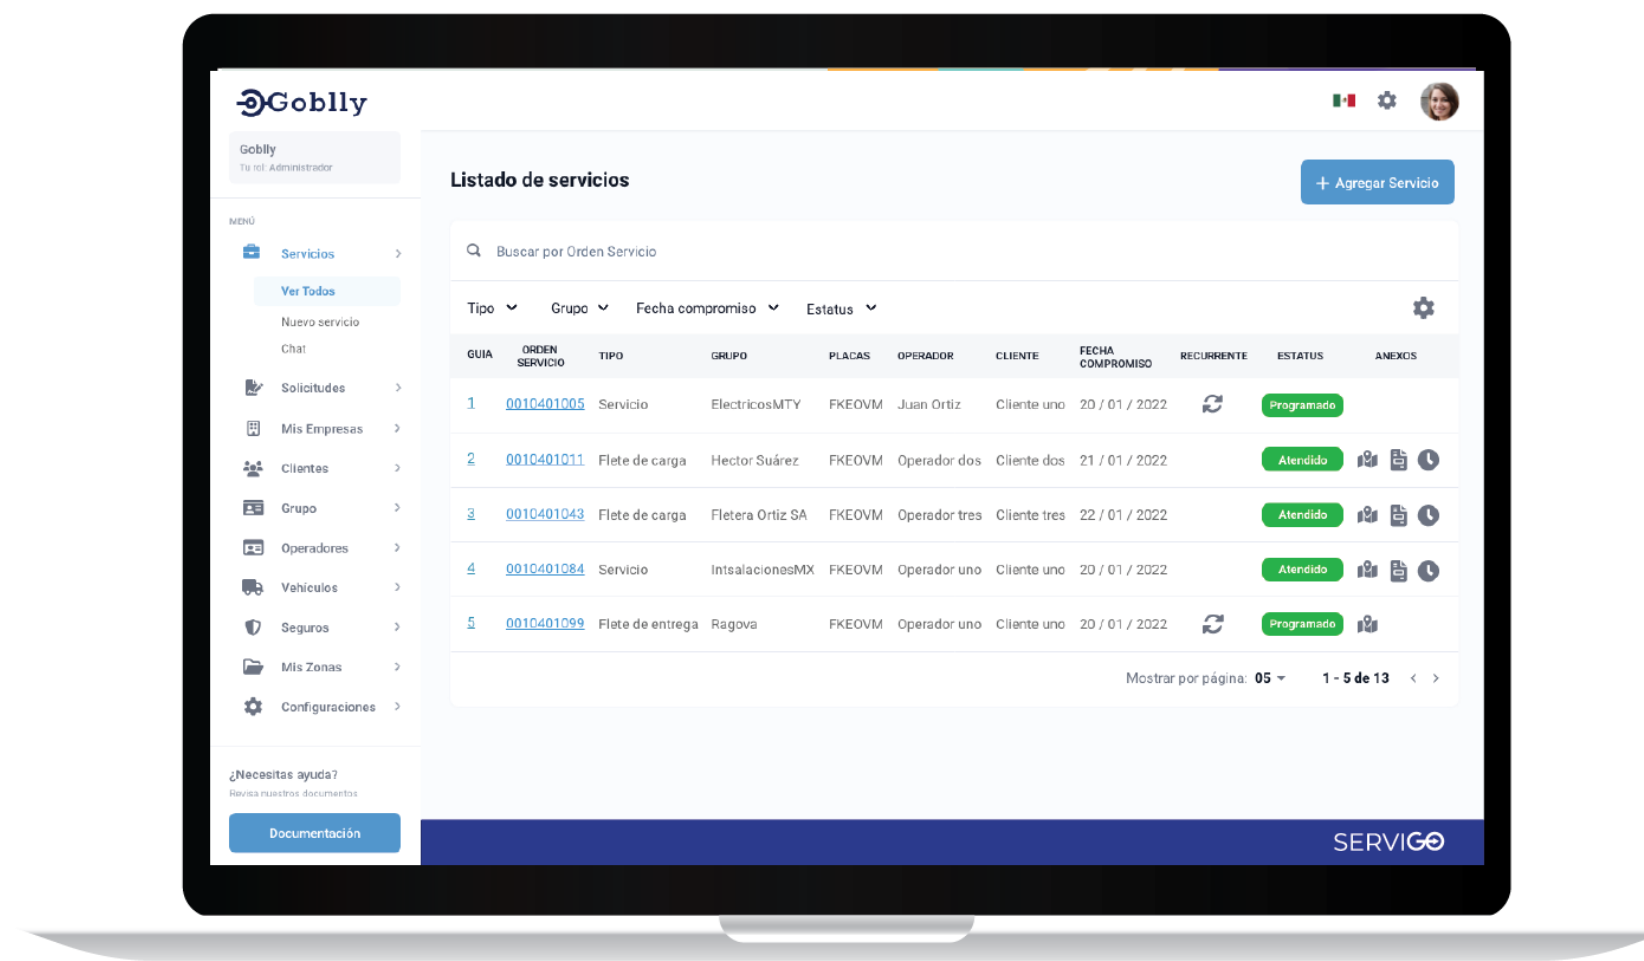 Goblly
Goblly
Tu rol: Administrador
MENÚ
Servicios
Ver Todos
Nuevo servicio
Chat
Solicitudes
Mis Empresas
Clientes
Grupo
Operadores
Vehículos
Seguros
Mis Zonas
Configuraciones
¿Necesitas ayuda?
Revisa nuestros documentos
Documentación
Listado de servicios
+ Agregar Servicio
Buscar por Orden Servicio
Tipo Grupo Fecha compromiso Estatus
GUIA ORDEN SERVICIO TIPO GRUPO PLACAS OPERADOR CLIENTE FECHA COMPROMISO RECURRENTE ESTATUS ANEXOS
1 0010401005 Servicio ElectricosMTY FKEOVM Juan Ortiz Cliente uno 20 / 01 / 2022 Programado
2 0010401011 Flete de carga Hector Suárez FKEOVM Operador dos Cliente dos 21 / 01 / 2022 Atendido
3 0010401043 Flete de carga Fletera Ortiz SA FKEOVM Operador tres Cliente tres 22 / 01 / 2022 Atendido
4 0010401084 Servicio IntsalacionesMX FKEOVM Operador uno Cliente uno 20 / 01 / 2022 Atendido
5 0010401099 Flete de entrega Ragova FKEOVM Operador uno Cliente uno 20 / 01 / 2022 Programado
Mostrar por página: 05 1 - 5 de 13
SERVIGO